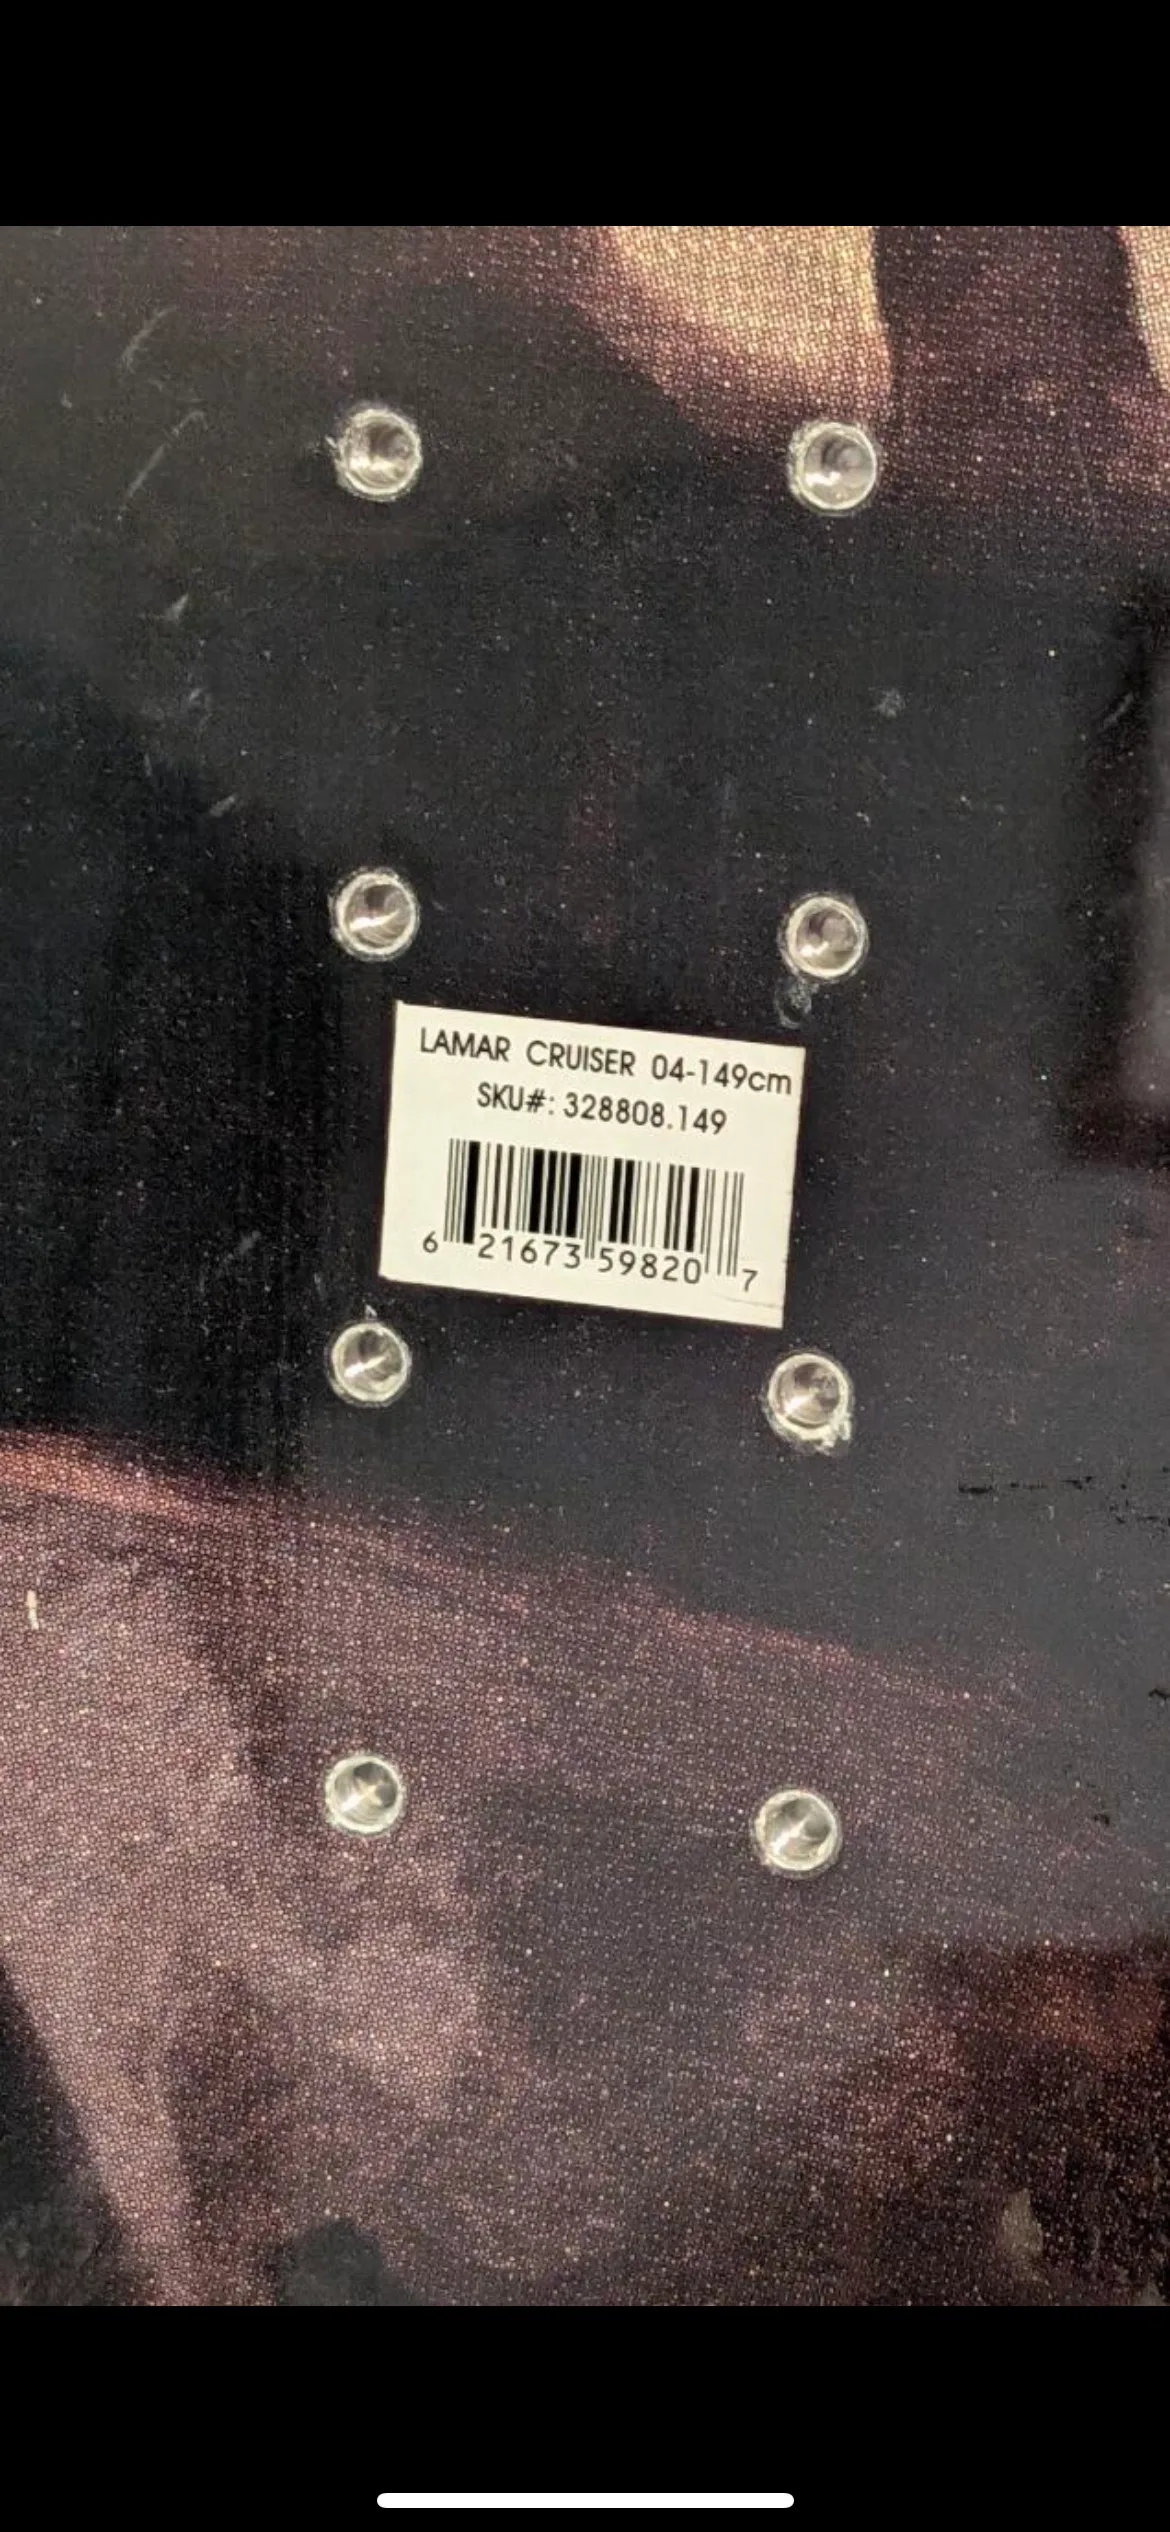 LAMAR CRUISER 04-149cm
SKU#: 328808.149
6 21673 59820 7